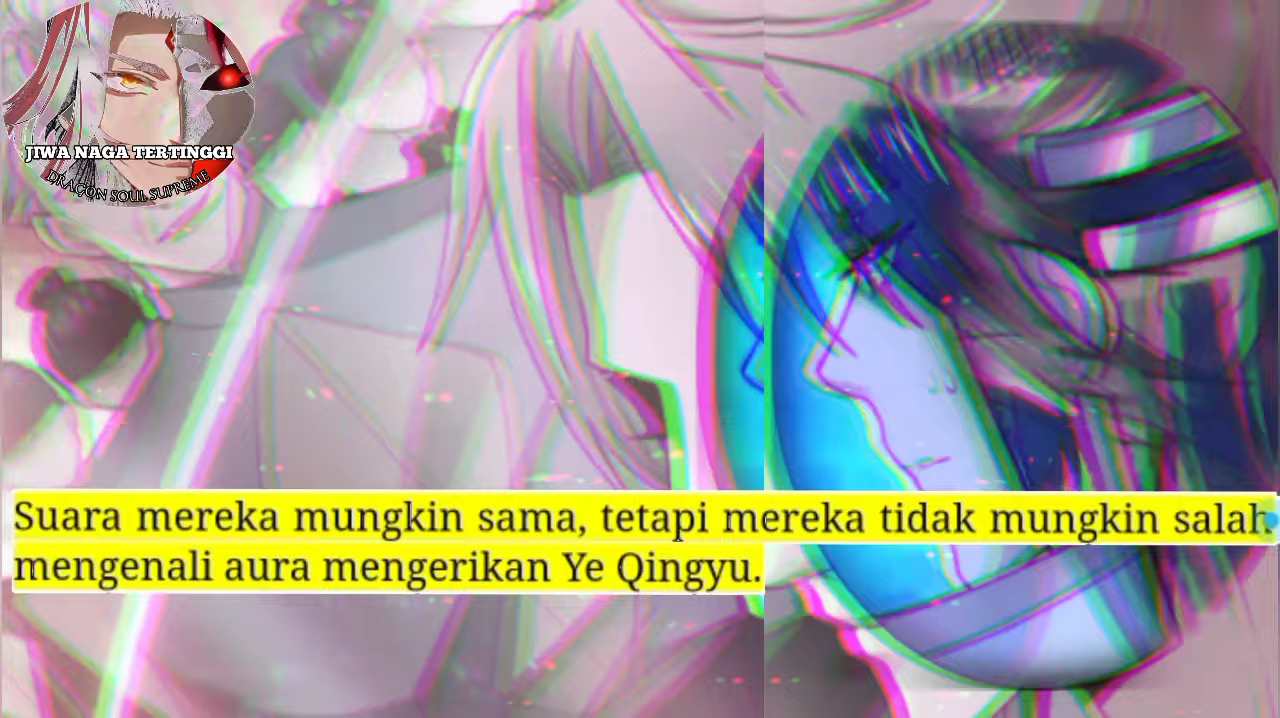 JIWA NAGA TERTINGGI
DRAGON SOUL SUPREME
Suara mereka mungkin sama, tetapi mereka tidak mungkin salah
mengenali aura mengerikan Ye Qingyu.